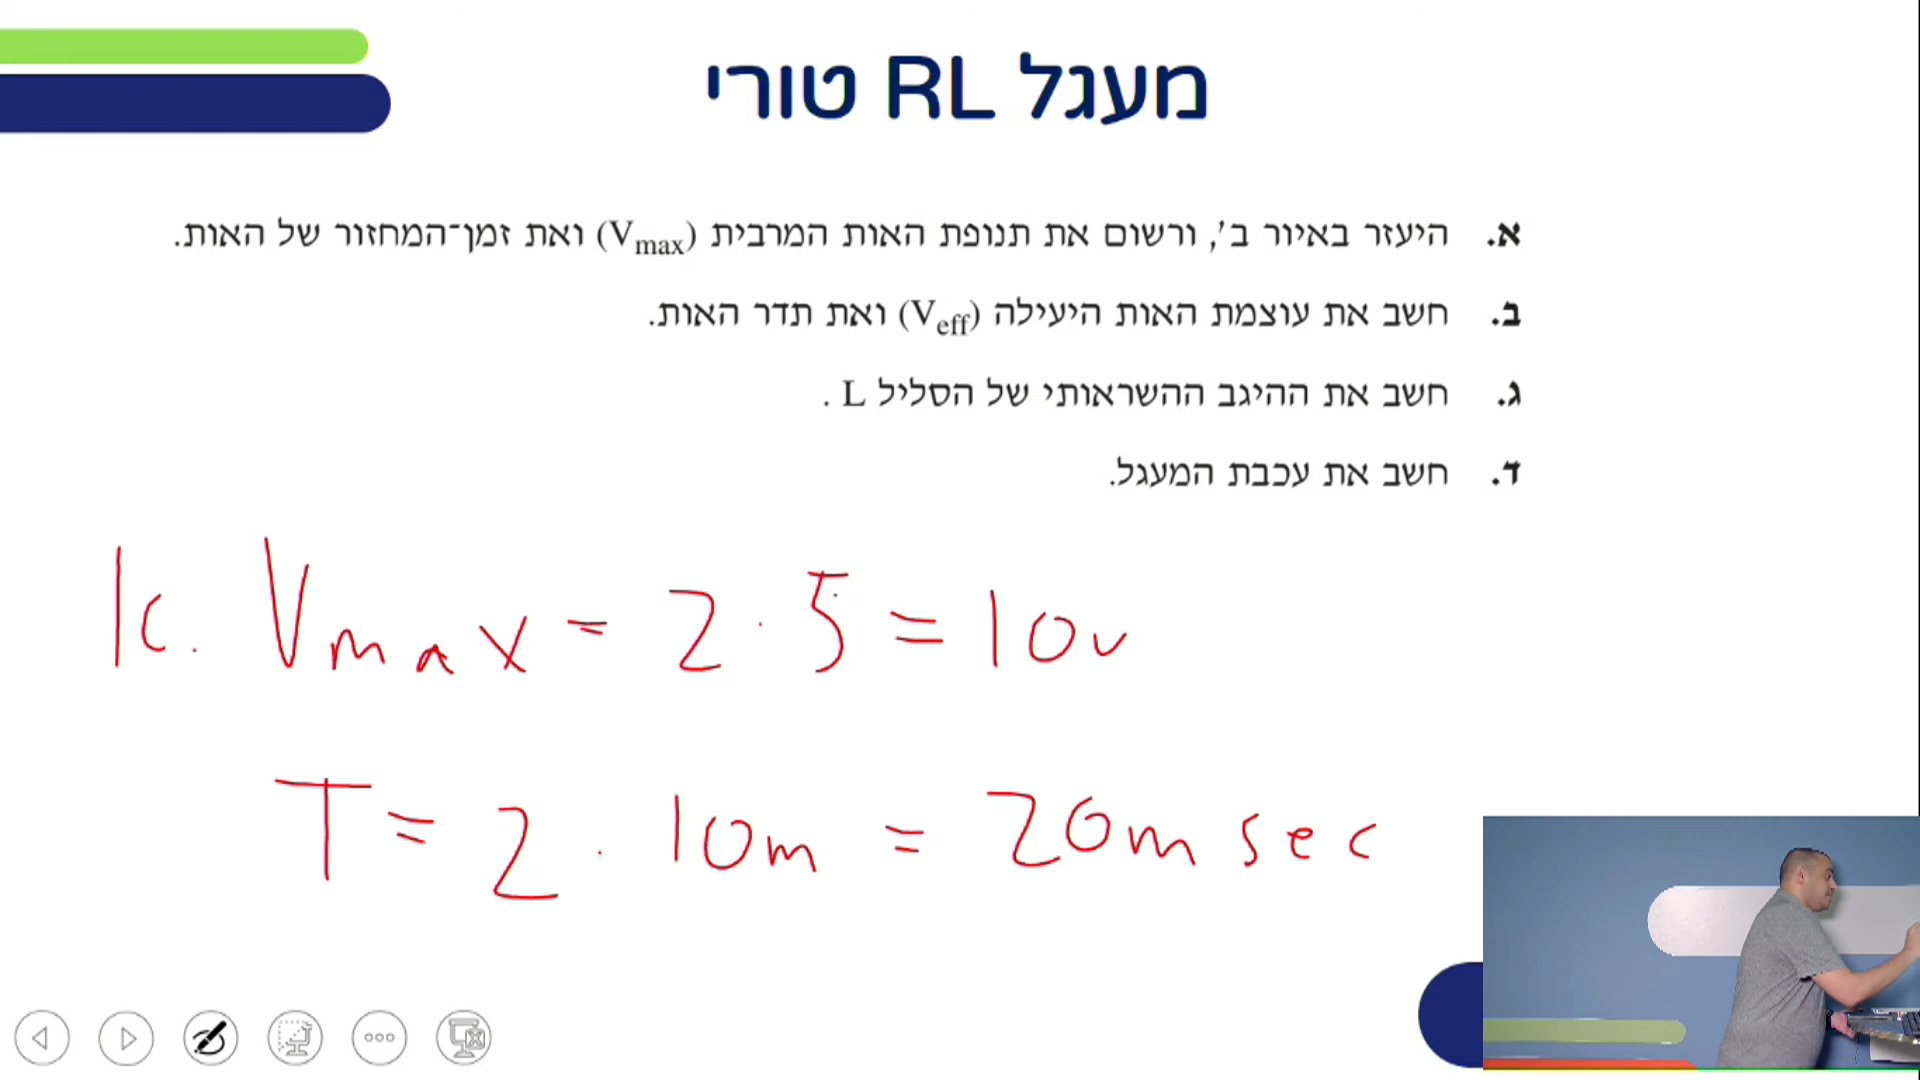 מעגל RL טורי
א. היעזר באיור ב', ורשום את תנופת האות המרבית (Vmax) ואת זמן־המחזור של האות.
ב. חשב את עוצמת האות היעילה (Veff) ואת תדר האות.
ג. חשב את ההיגב ההשראותי של הסליל L .
ד. חשב את עכבת המעגל.
א. Vmax = 2 · 5 = 10v
T = 2 · 10m = 20m sec